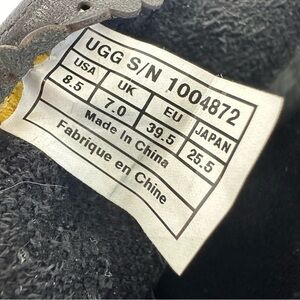 UGG S/N 1004872
USA UK EU JAPAN
8.5 7.0 39.5 25.5
Made in China
Fabrique en Chine